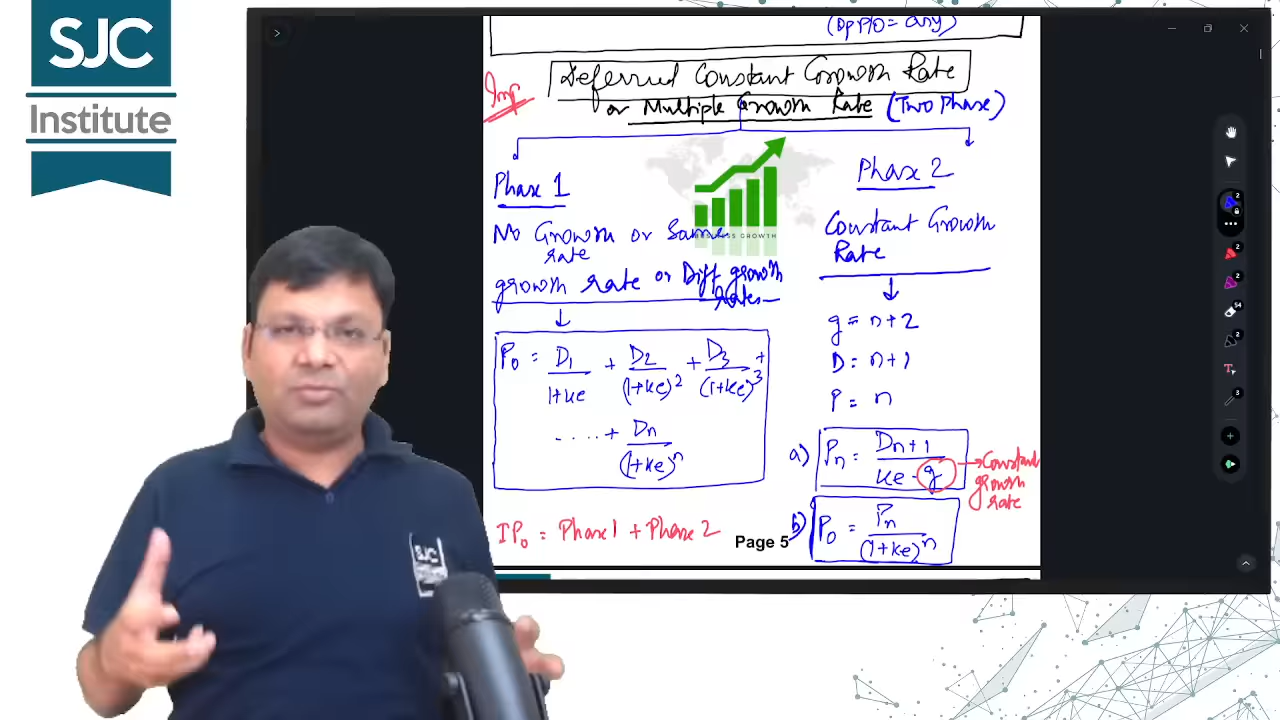 SJC
Institute
(DP%= any)
Imp
Deferred Constant Growth Rate
or Multiple Growth Rate (Two Phase)
Phase 1
No Growth or Same
rate
growth rate or Diff growth
rates
P0 = D1/1+ke + D2/(1+ke)^2 + D3/(1+ke)^3 +
.....+ Dn/(1+ke)^n
IP0 = Phase 1 + Phase 2
Phase 2
Constant Growth
Rate
g = n+2
D = n+1
P = n
a) Pn = Dn+1/ke-g → Constant
growth
rate
b) P0 = Pn/(1+ke)^n
Page 5
BUSINESS GROWTH
SJC